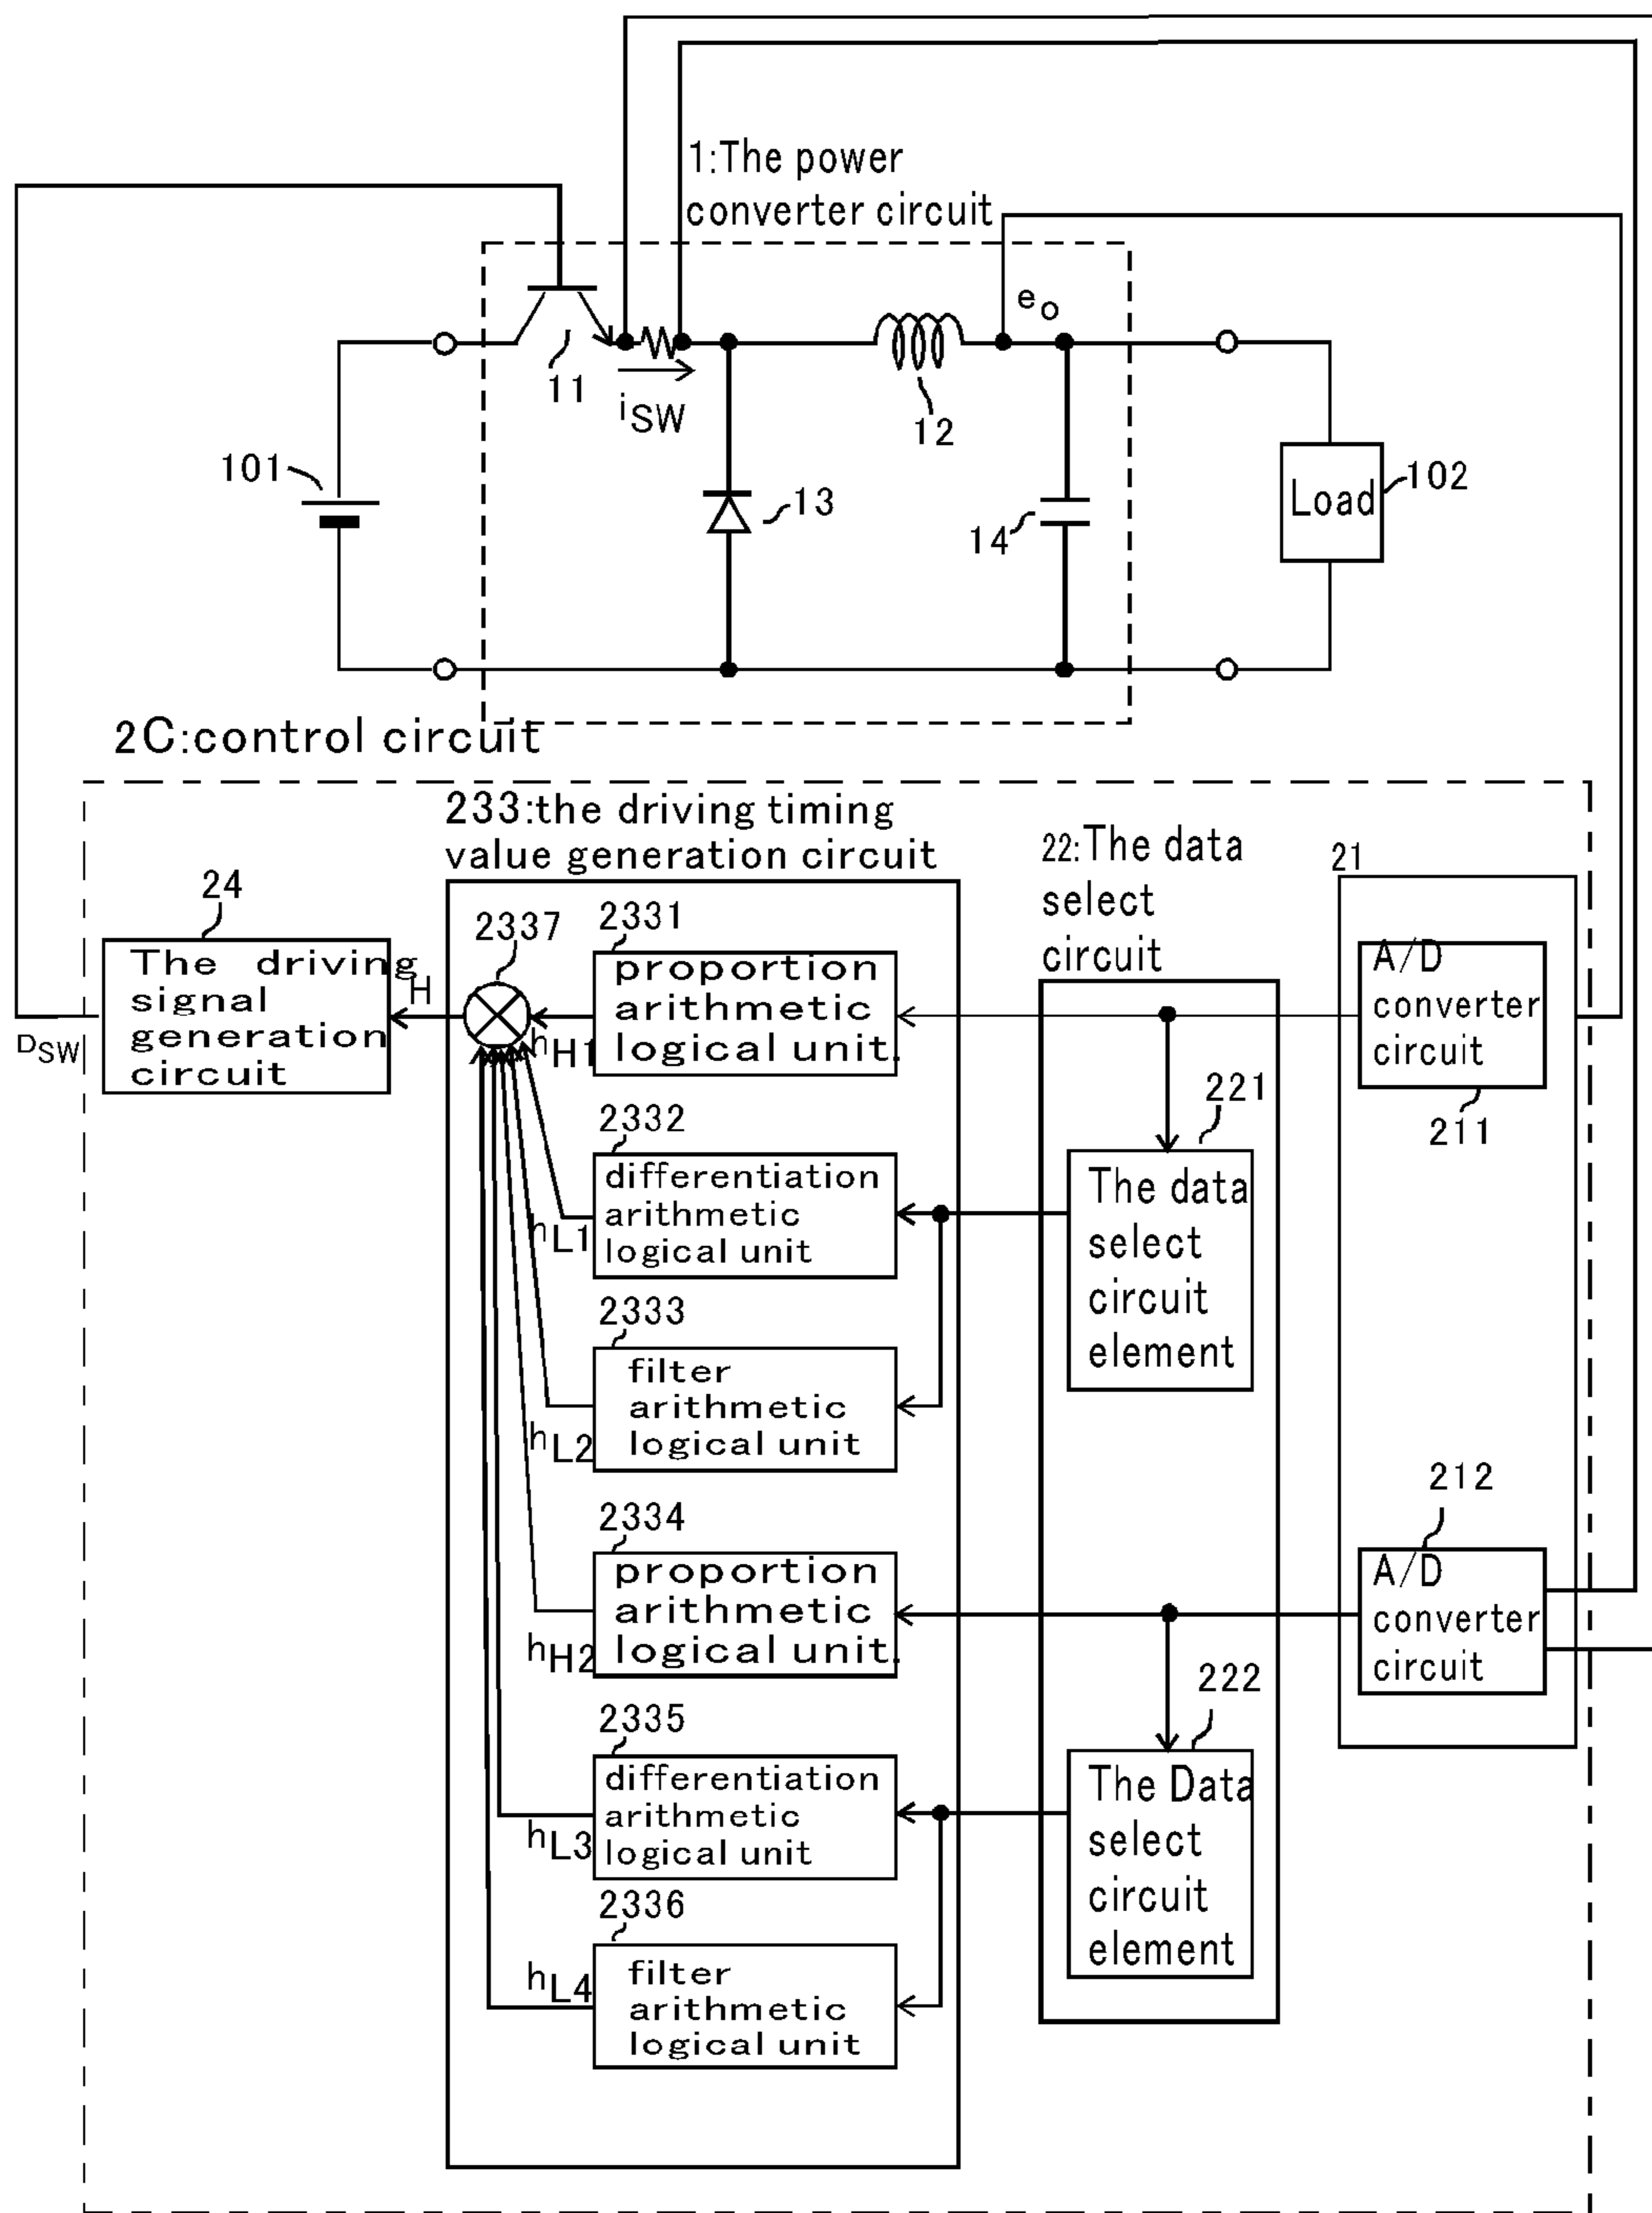 1:The power
converter circuit
e o
11
i SW
12
101
13
14
Load
102
2C:control circuit
233:the driving timing
value generation circuit
22:The data
select
circuit
21
24
The driving
signal
generation
circuit
H
DSW
2337
2331
proportion
arithmetic
logical unit.
hH1
A/D
converter
circuit
211
221
The data
select
circuit
element
2332
differentiation
arithmetic
logical unit
hL1
2333
filter
arithmetic
logical unit
hL2
2334
proportion
arithmetic
logical unit.
hH2
212
A/D
converter
circuit
222
The Data
select
circuit
element
2335
differentiation
arithmetic
logical unit
hL3
2336
filter
arithmetic
logical unit
hL4